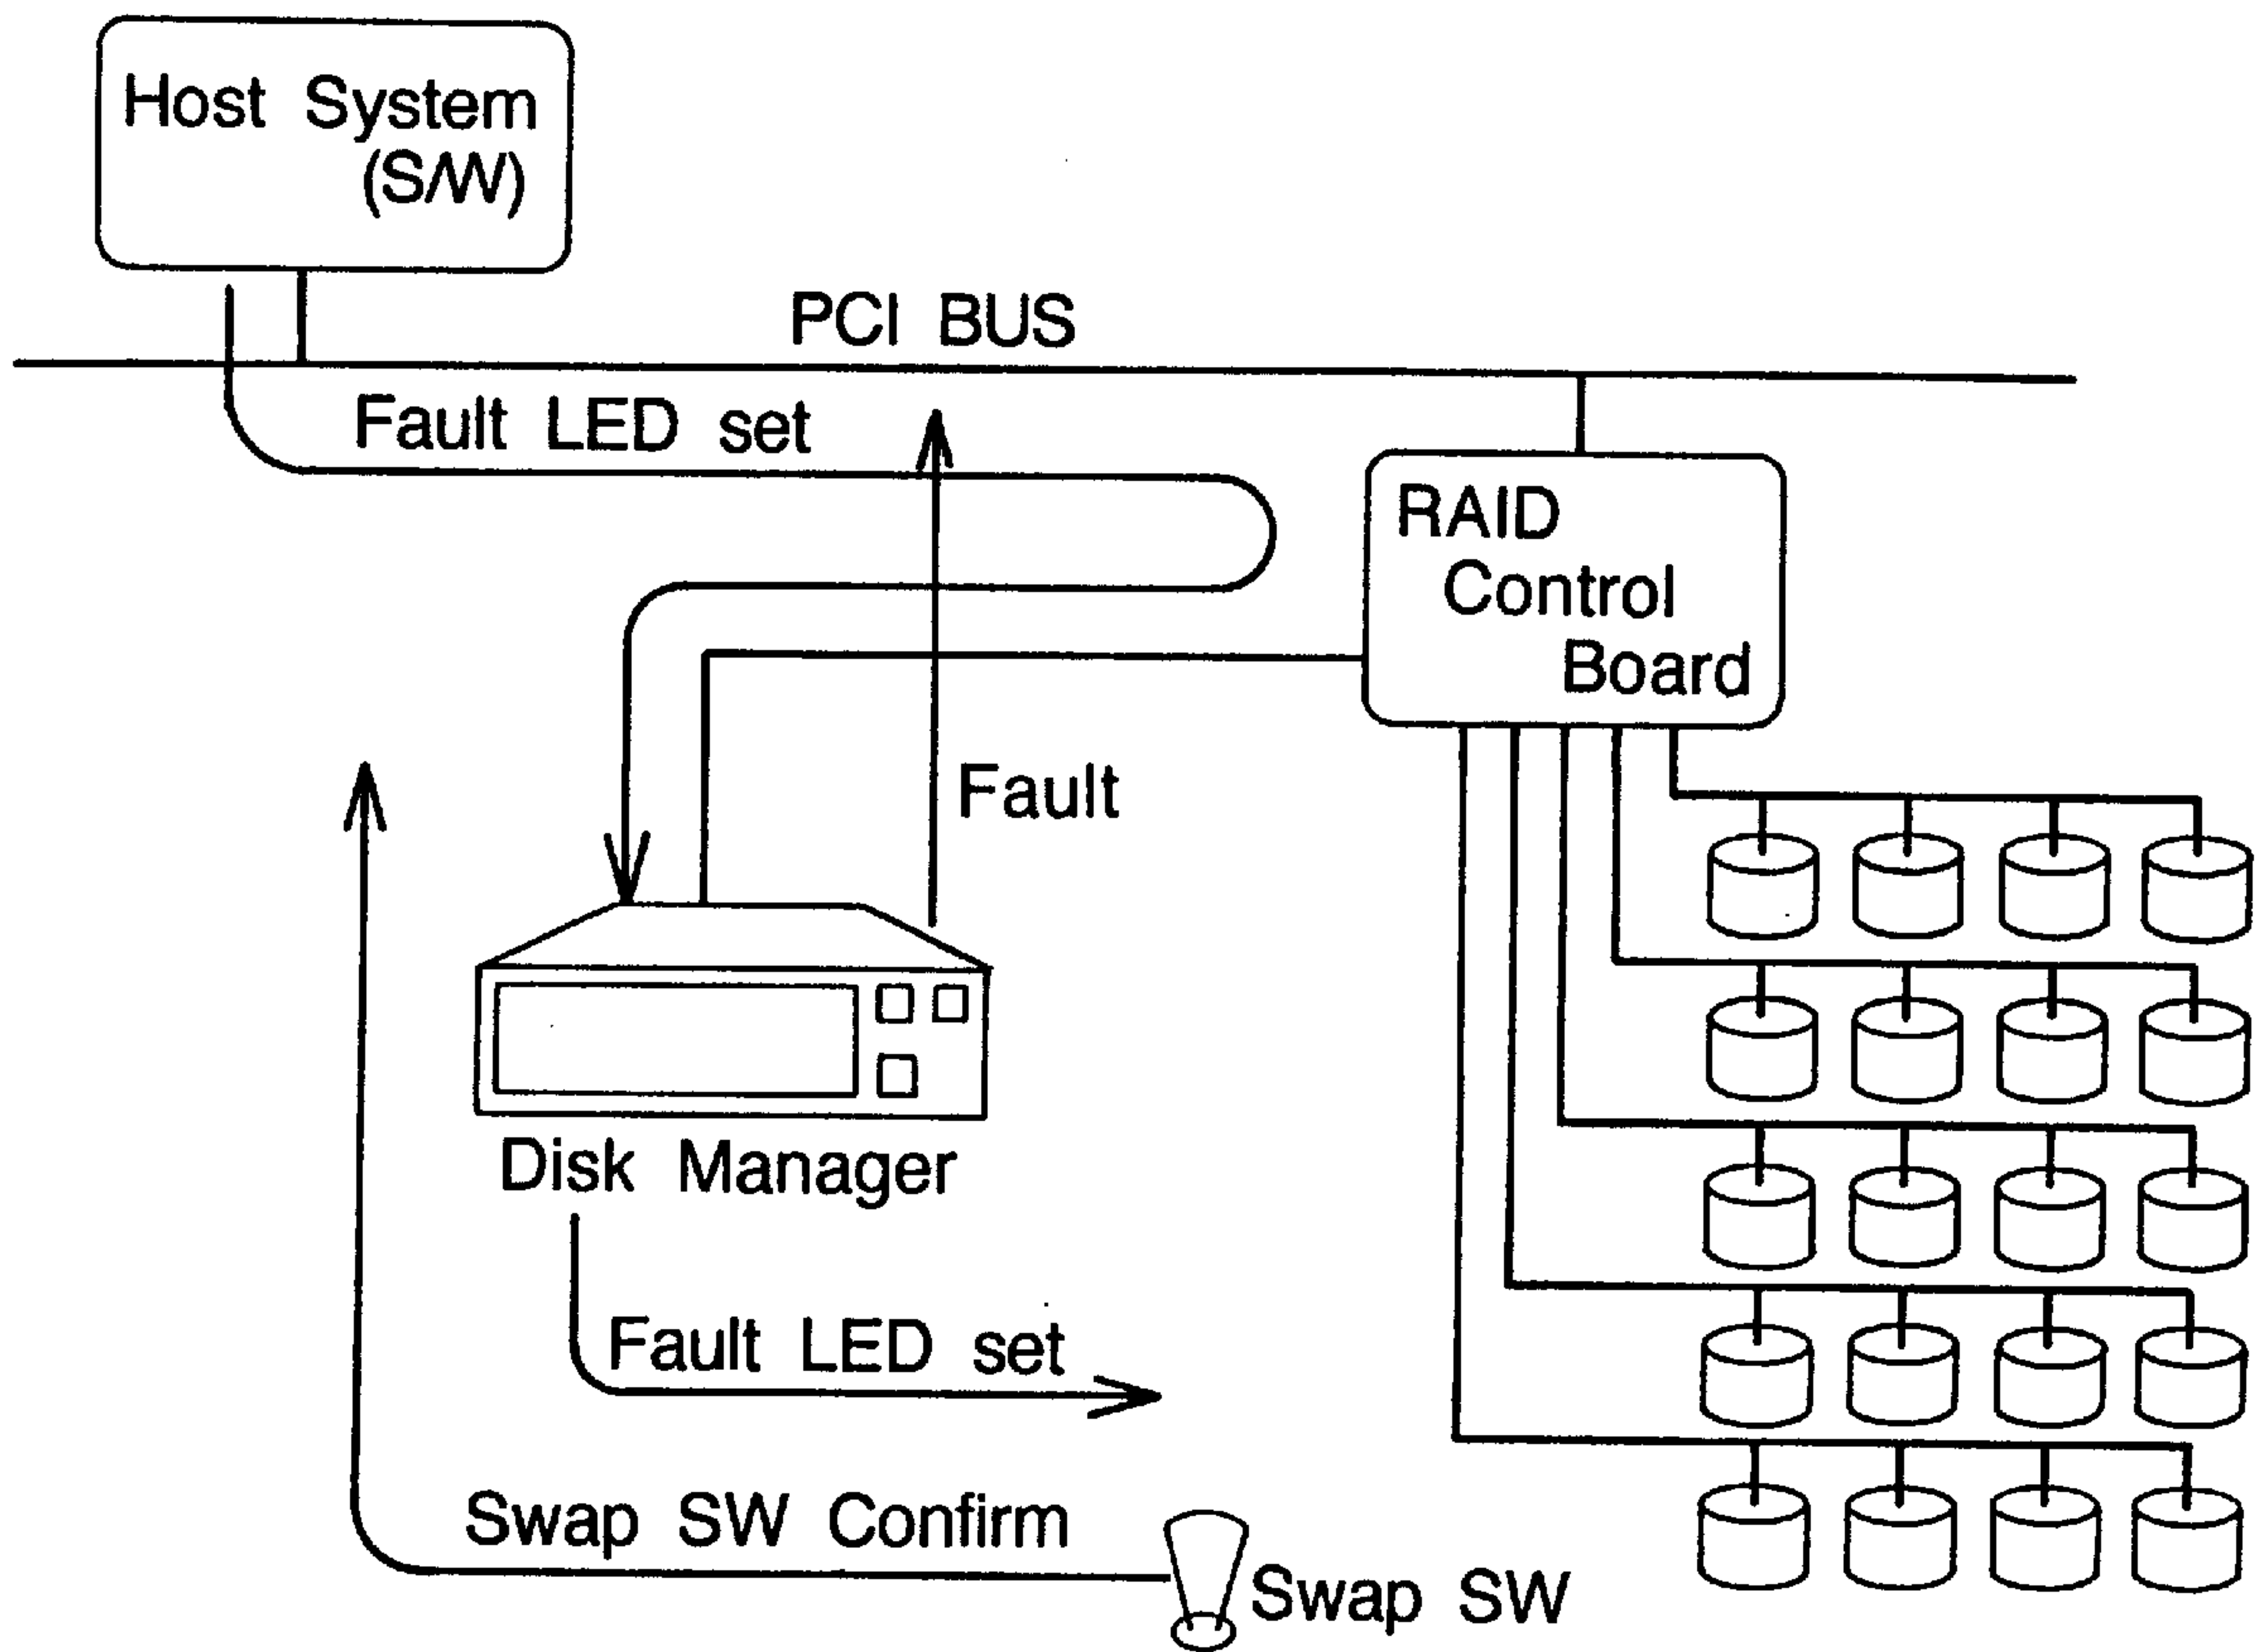 Host System
(S/W)
PCI BUS
Fault LED set
RAID
Control
Board
Fault
Disk Manager
Fault LED set
Swap SW Confirm
Swap SW